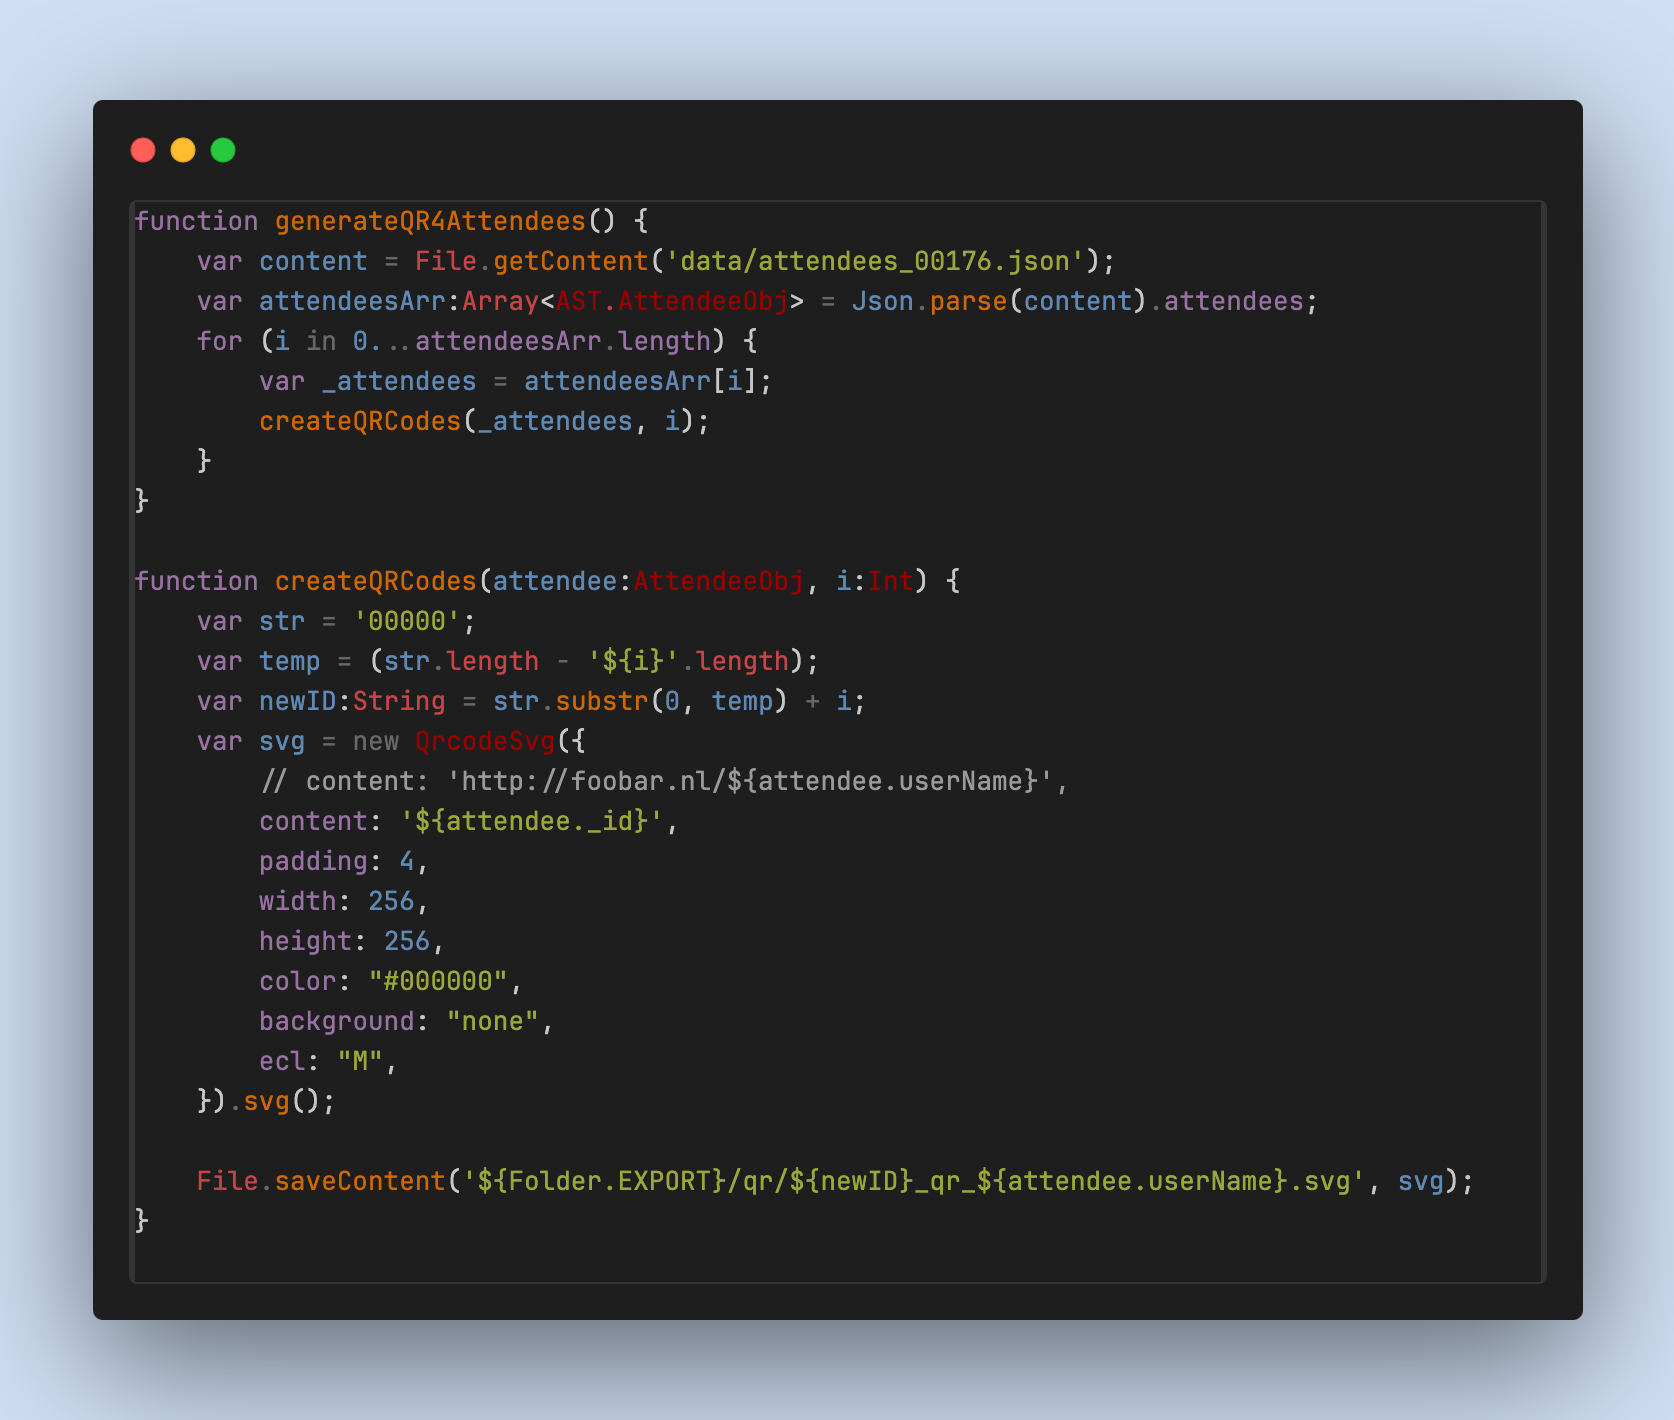 function generateQR4Attendees() {
    var content = File.getContent('data/attendees_00176.json');
    var attendeesArr:Array<AST.AttendeeObj> = Json.parse(content).attendees;
    for (i in 0...attendeesArr.length) {
        var _attendees = attendeesArr[i];
        createQRCodes(_attendees, i);
    }
}

function createQRCodes(attendee:AttendeeObj, i:Int) {
    var str = '00000';
    var temp = (str.length - '${i}'.length);
    var newID:String = str.substr(0, temp) + i;
    var svg = new QrcodeSvg({
        // content: 'http://foobar.nl/${attendee.userName}',
        content: '${attendee._id}',
        padding: 4,
        width: 256,
        height: 256,
        color: "#000000",
        background: "none",
        ecl: "M",
    }).svg();

    File.saveContent('${Folder.EXPORT}/qr/${newID}_qr_${attendee.userName}.svg', svg);
}